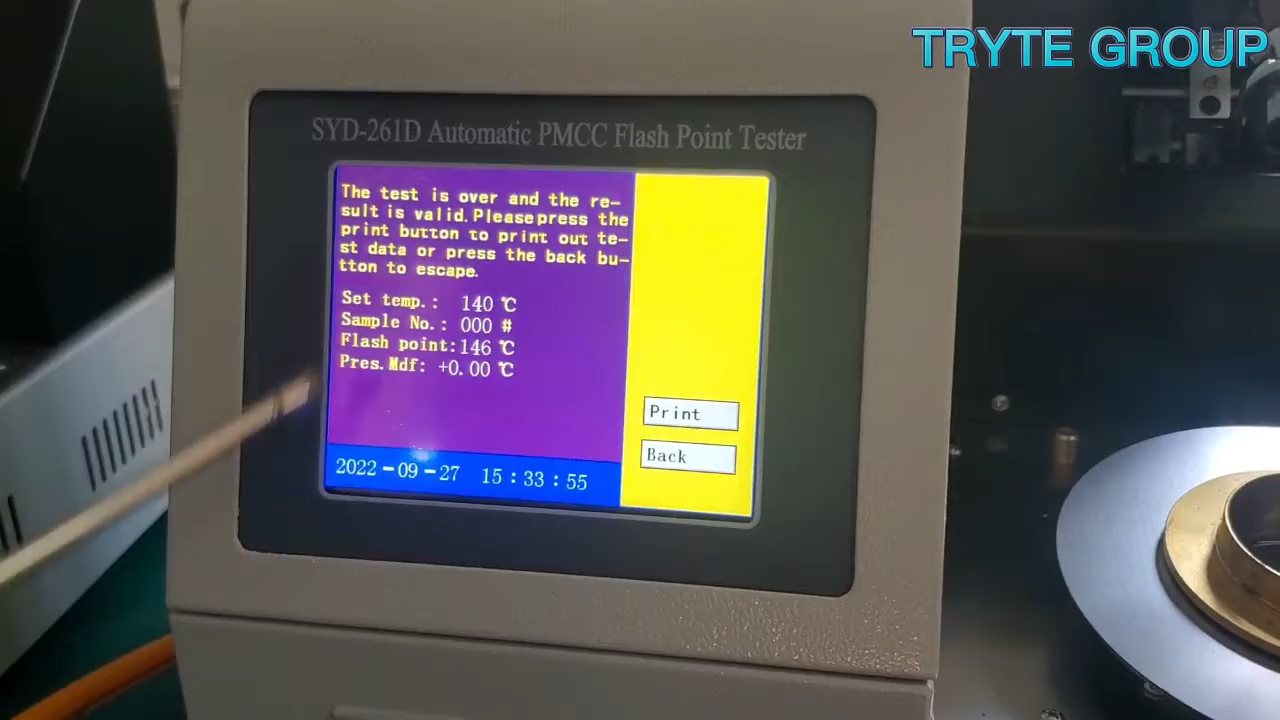 TRYTE GROUP
SYD-261D Automatic PMCC Flash Point Tester
The test is over and the re-
sult is valid. Please press the
print button to print out te-
st data or press the back bu-
tton to escape.
Set temp.: 140 ℃
Sample No.: 000 #
Flash point: 146 ℃
Pres. Mdf: +0.00 ℃
Print
Back
2022-09-27 15:33:55